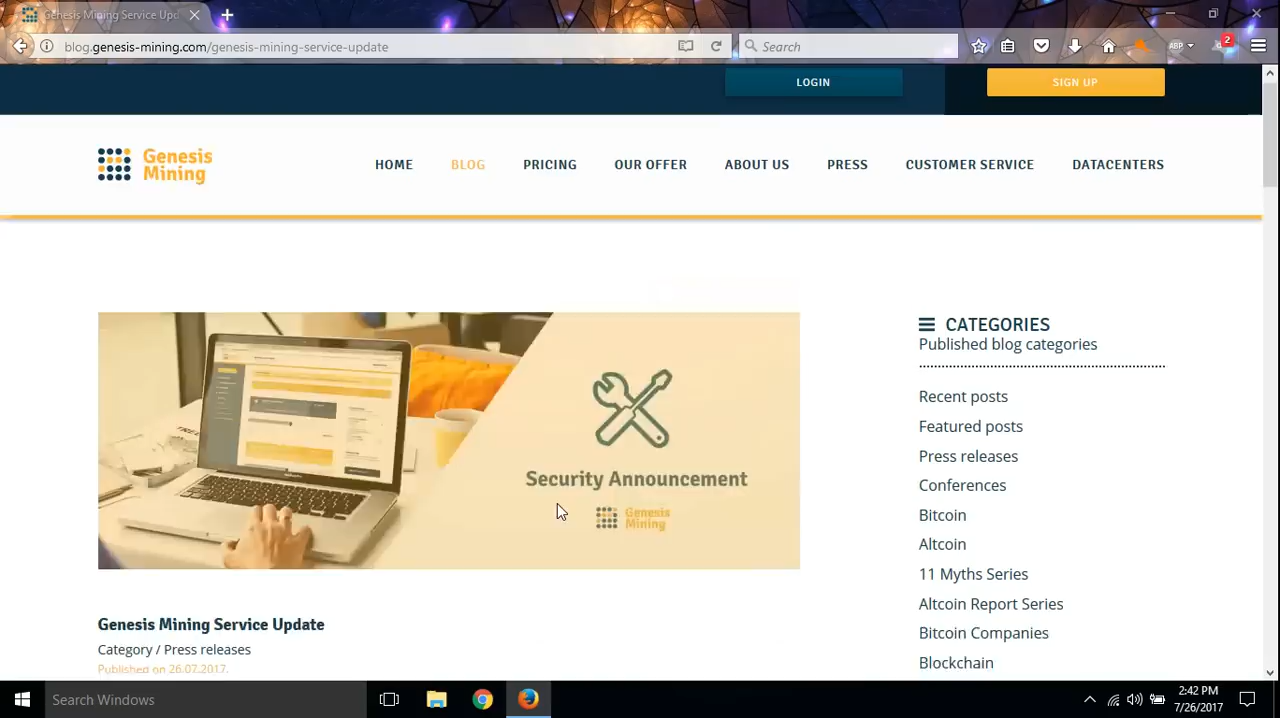 Genesis Mining Service Upd
blog.genesis-mining.com/genesis-mining-service-update
Search
ABP
2
LOGIN
SIGN UP
Genesis
Mining
HOME
BLOG
PRICING
OUR OFFER
ABOUT US
PRESS
CUSTOMER SERVICE
DATACENTERS
Security Announcement
Genesis
Mining
Genesis Mining Service Update
Category / Press releases
Published on 26.07.2017.
CATEGORIES
Published blog categories
Recent posts
Featured posts
Press releases
Conferences
Bitcoin
Altcoin
11 Myths Series
Altcoin Report Series
Bitcoin Companies
Blockchain
Search Windows
2:42 PM
7/26/2017